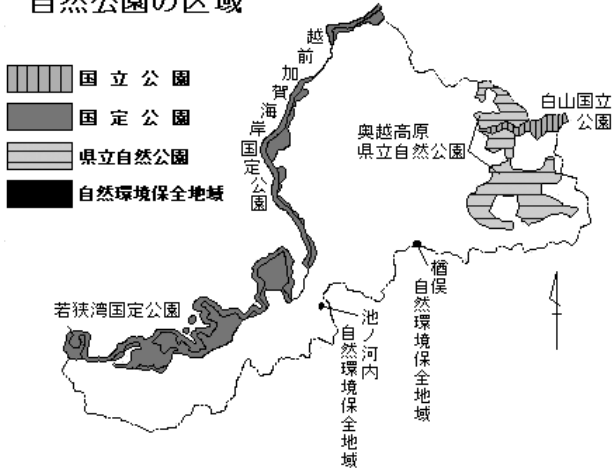 自然公園の区域
国立公園
国定公園
県立自然公園
自然環境保全地域
越前加賀海岸国定公園
白山国立
公園
奥越高原
県立自然公園
楢俣
自然環境保全地域
池ノ河内
自然環境保全地域
若狭湾国定公園